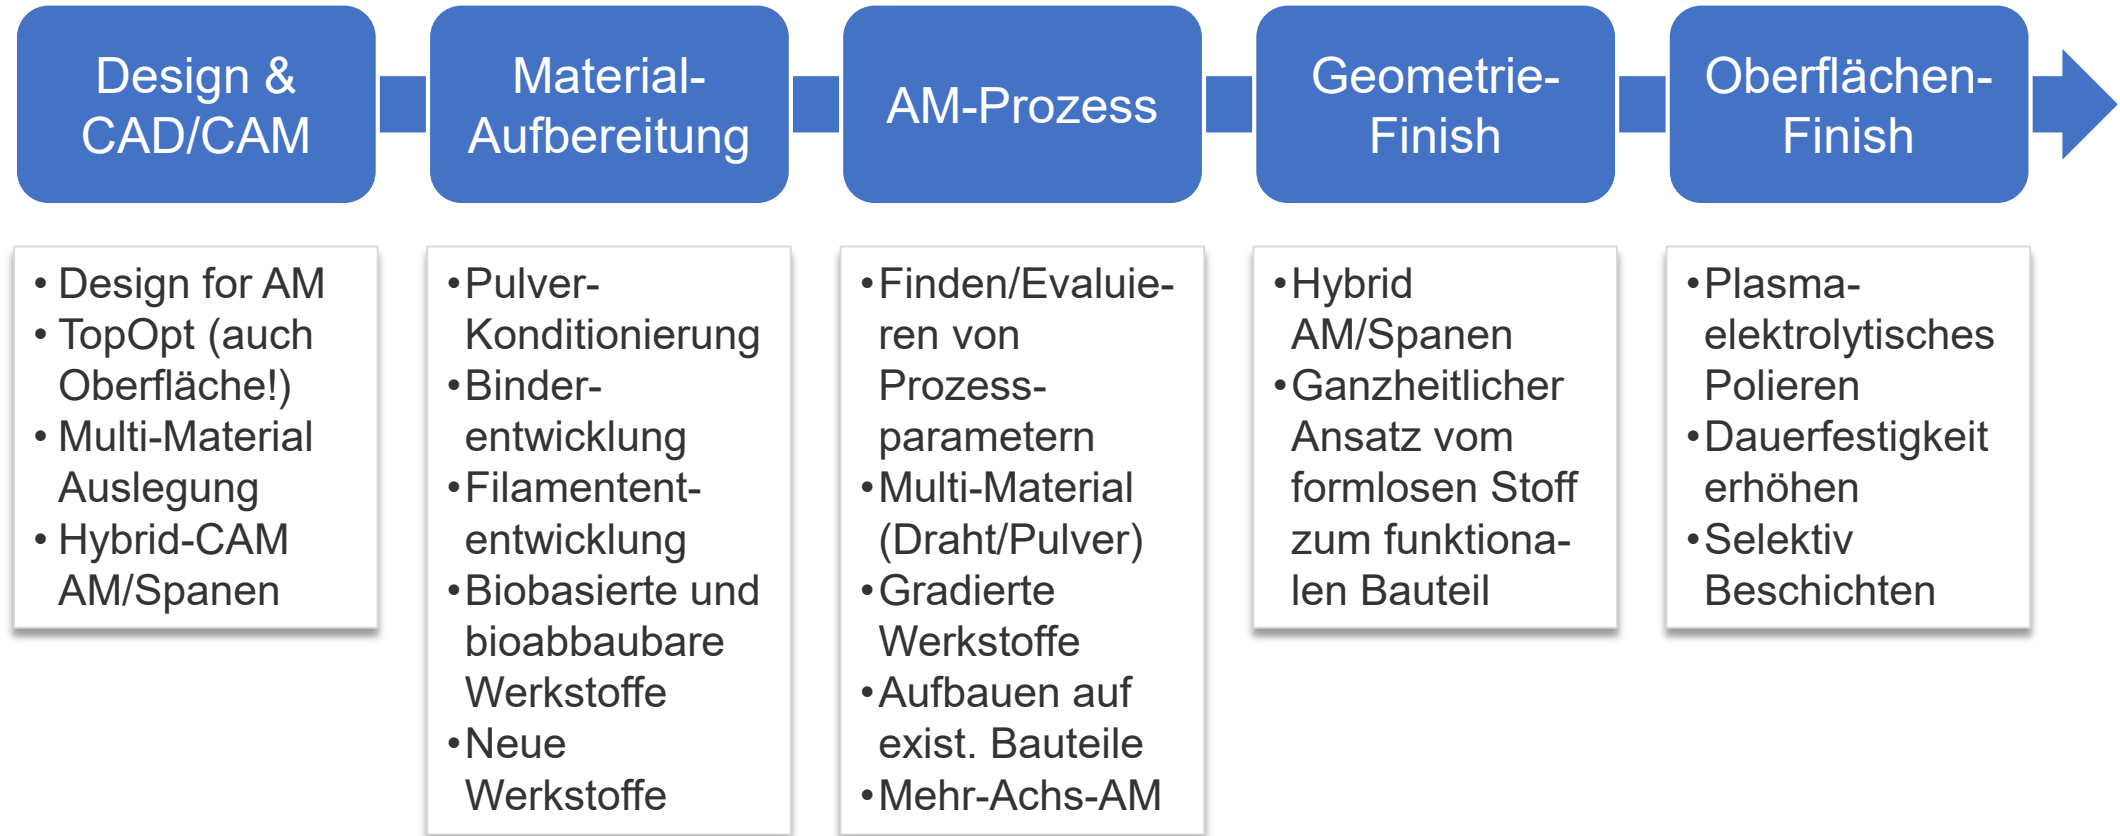 Design &
CAD/CAM
Material-
Aufbereitung
AM-Prozess
Geometrie-
Finish
Oberflächen-
Finish
• Design for AM
• TopOpt (auch
Oberfläche!)
• Multi-Material
Auslegung
• Hybrid-CAM
AM/Spanen
•Pulver-
Konditionierung
•Binder-
entwicklung
•Filamentent-
entwicklung
•Biobasierte und
bioabbaubare
Werkstoffe
•Neue
Werkstoffe
•Finden/Evaluie-
ren von
Prozess-
parametern
•Multi-Material
(Draht/Pulver)
•Gradierte
Werkstoffe
•Aufbauen auf
exist. Bauteile
•Mehr-Achs-AM
•Hybrid
AM/Spanen
•Ganzheitlicher
Ansatz vom
formlosen Stoff
zum funktiona-
len Bauteil
•Plasma-
elektrolytisches
Polieren
•Dauerfestigkeit
erhöhen
•Selektiv
Beschichten